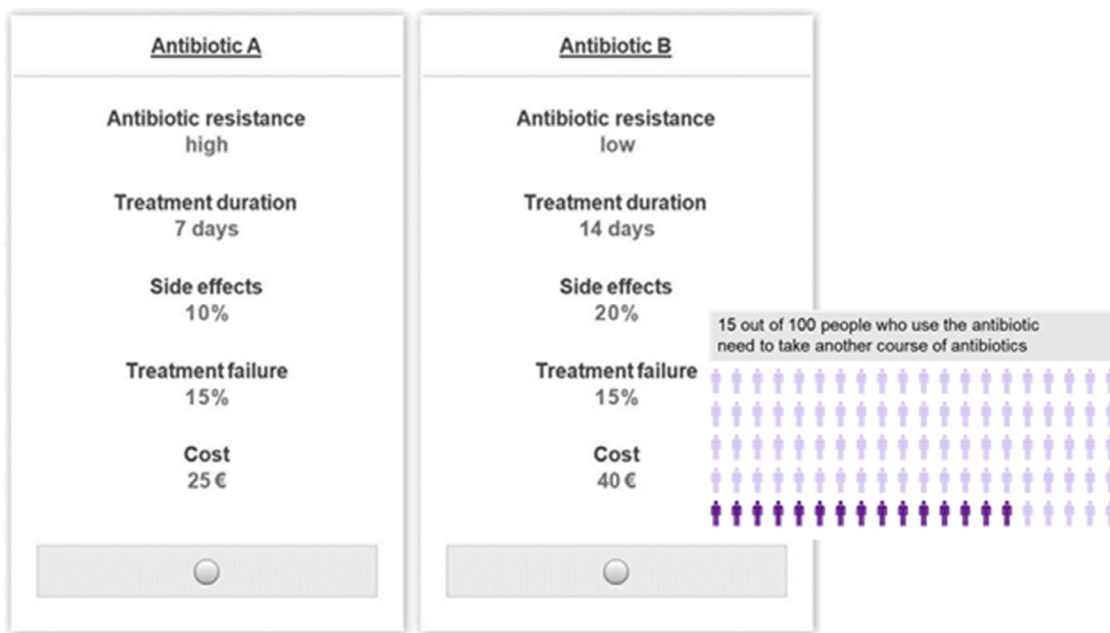 Antibiotic A
Antibiotic resistance
high
Treatment duration
7 days
Side effects
10%
Treatment failure
15%
Cost
25 €
Antibiotic B
Antibiotic resistance
low
Treatment duration
14 days
Side effects
20%
Treatment failure
15%
Cost
40 €
15 out of 100 people who use the antibiotic
need to take another course of antibiotics